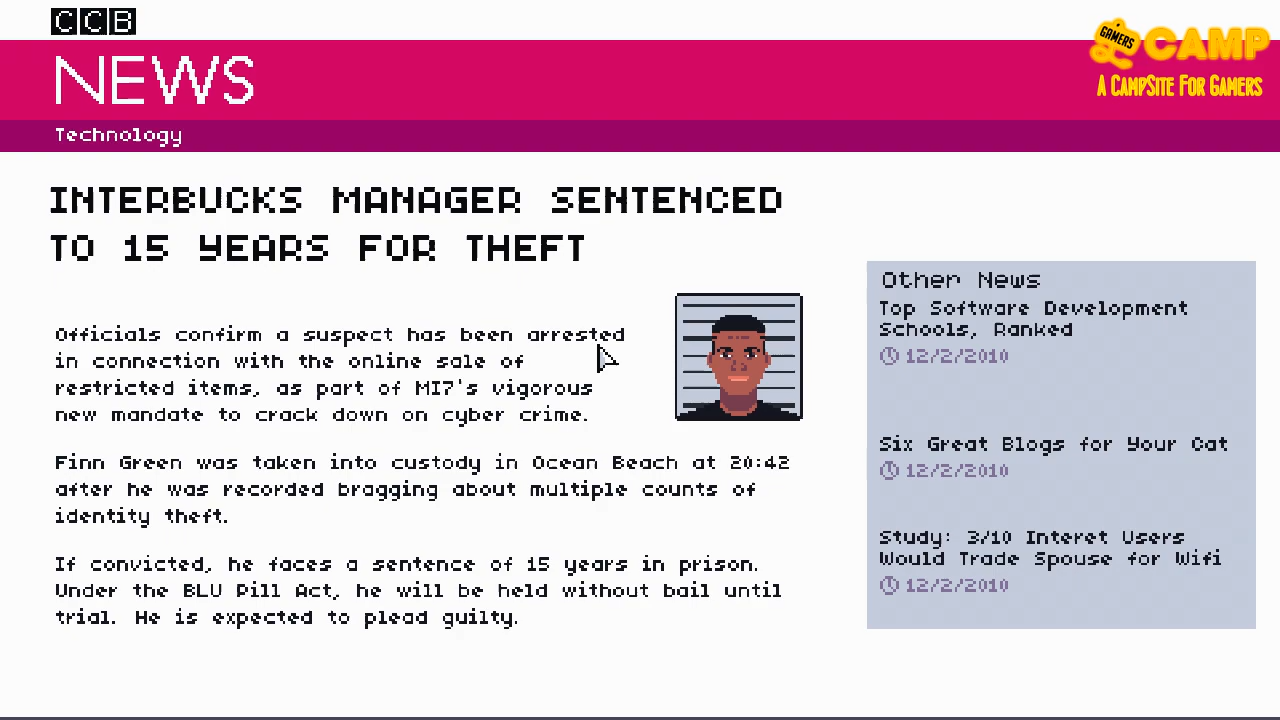 CCB
NEWS
Technology
GAMERS CAMP
A CAMPSITE FOR GAMERS
INTERBUCKS MANAGER SENTENCED
TO 15 YEARS FOR THEFT
Officials confirm a suspect has been arrested
in connection with the online sale of
restricted items, as part of MI7's vigorous
new mandate to crack down on cyber crime.
Finn Green was taken into custody in Ocean Beach at 20:42
after he was recorded bragging about multiple counts of
identity theft.
If convicted, he faces a sentence of 15 years in prison.
Under the BLU Pill Act, he will be held without bail until
trial. He is expected to plead guilty.
Other News
Top Software Development
Schools, Ranked
12/2/2010
Six Great Blogs for Your Cat
12/2/2010
Study: 3/10 Interet Users
Would Trade Spouse for Wifi
12/2/2010